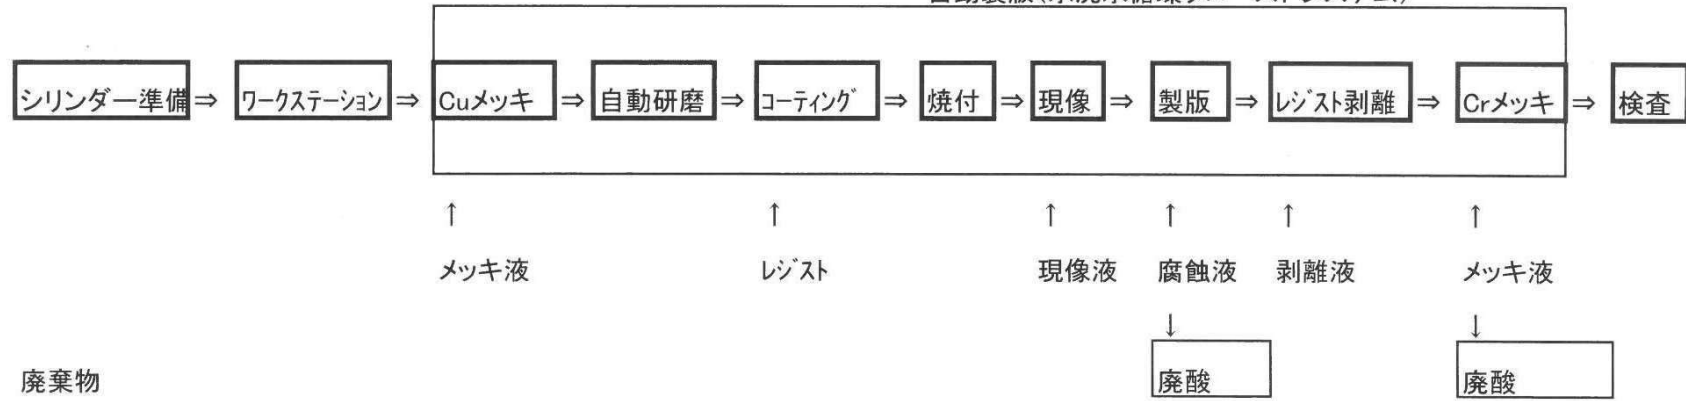 シリンダー準備⇒ ワークステーション ⇒ Cuメッキ ⇒ 自動研磨 ⇒ コーティング ⇒ 焼付 ⇒ 現像 ⇒ 製版 ⇒ レジスト剥離 ⇒ Crメッキ ⇒ 検査
↑ ↑ ↑ ↑ ↑ ↑
メッキ液 レジスト 現像液 腐蝕液 剥離液 メッキ液
↓ ↓
廃棄物 廃酸 廃酸